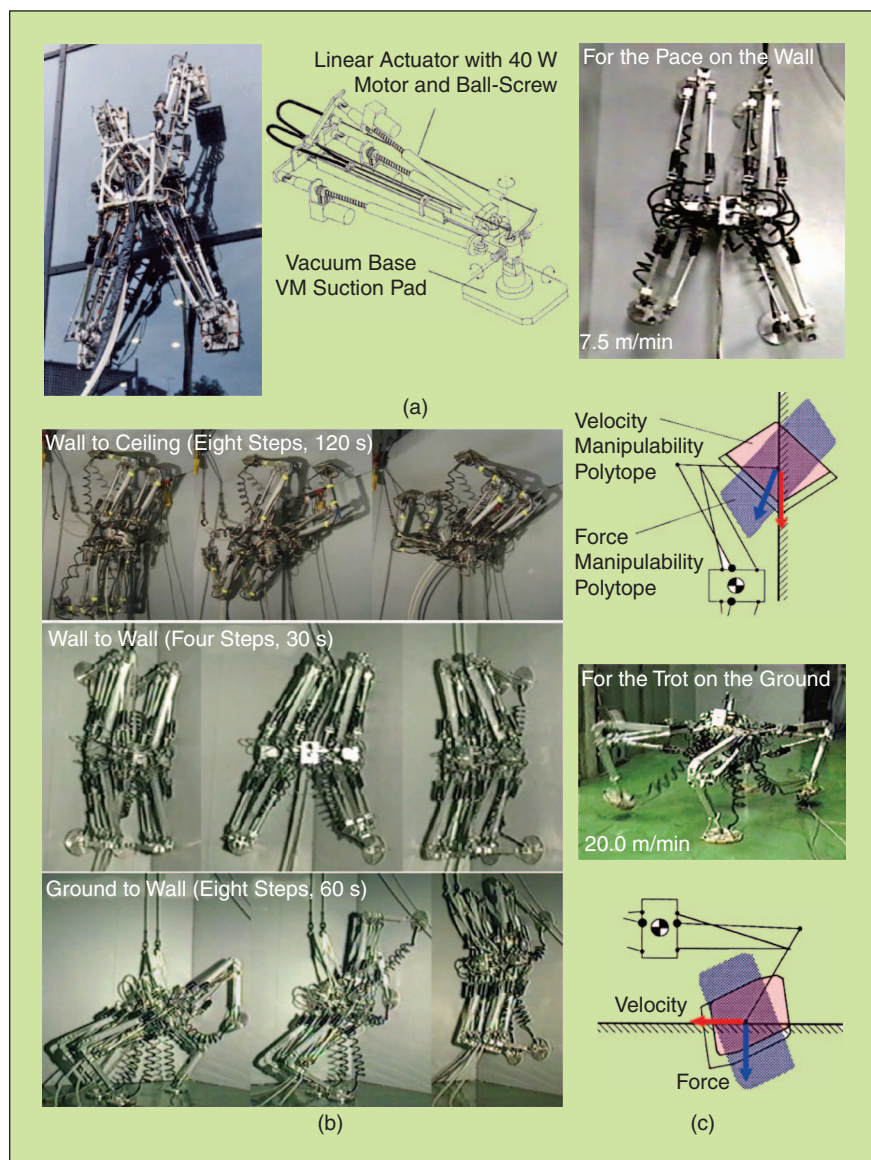 Linear Actuator with 40 W
Motor and Ball-Screw
Vacuum Base
VM Suction Pad
For the Pace on the Wall
7.5 m/min
(a)
Wall to Ceiling (Eight Steps, 120 s)
Wall to Wall (Four Steps, 30 s)
Ground to Wall (Eight Steps, 60 s)
(b)
Velocity
Manipulability
Polytope
Force
Manipulability
Polytope
For the Trot on the Ground
20.0 m/min
Velocity
Force
(c)